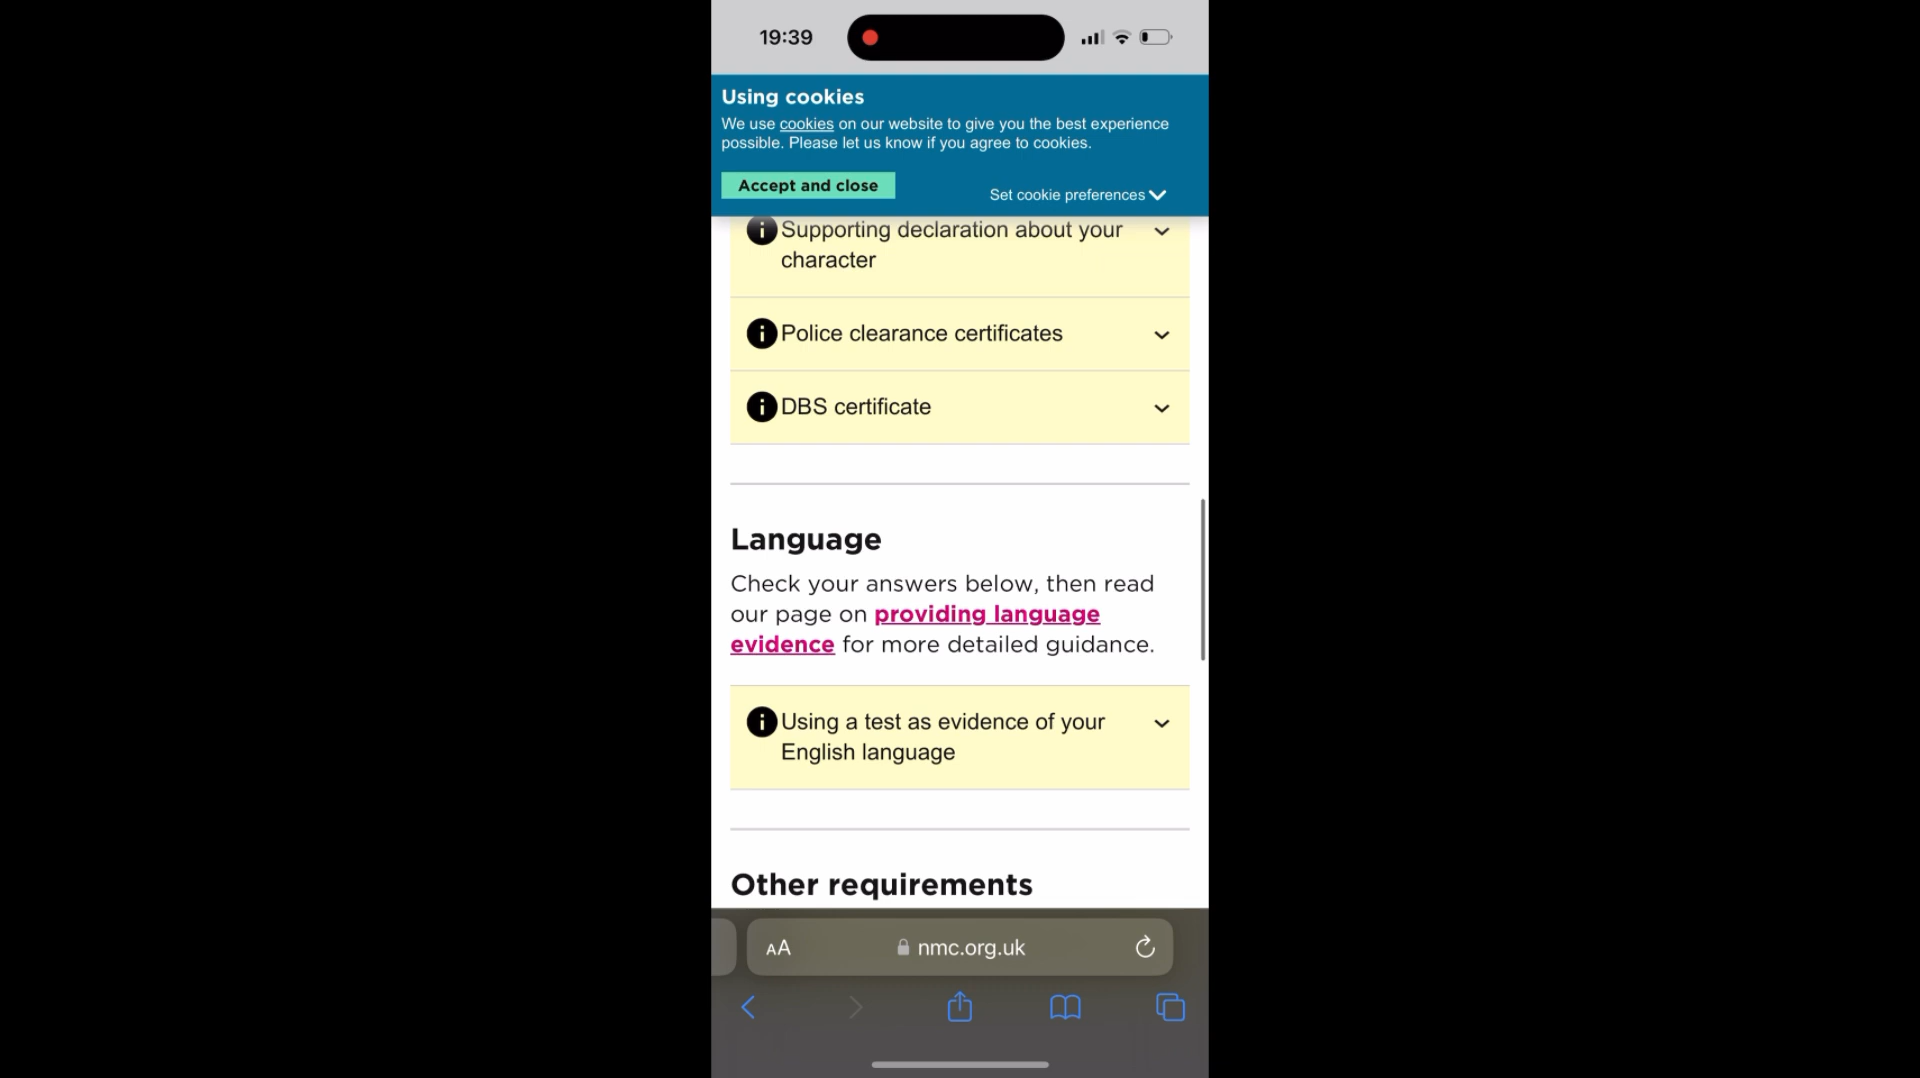 19:39
Using cookies
We use cookies on our website to give you the best experience
possible. Please let us know if you agree to cookies.
Accept and close
Set cookie preferences
Supporting declaration about your
character
Police clearance certificates
DBS certificate
Language
Check your answers below, then read
our page on providing language
evidence for more detailed guidance.
Using a test as evidence of your
English language
Other requirements
AA
nmc.org.uk